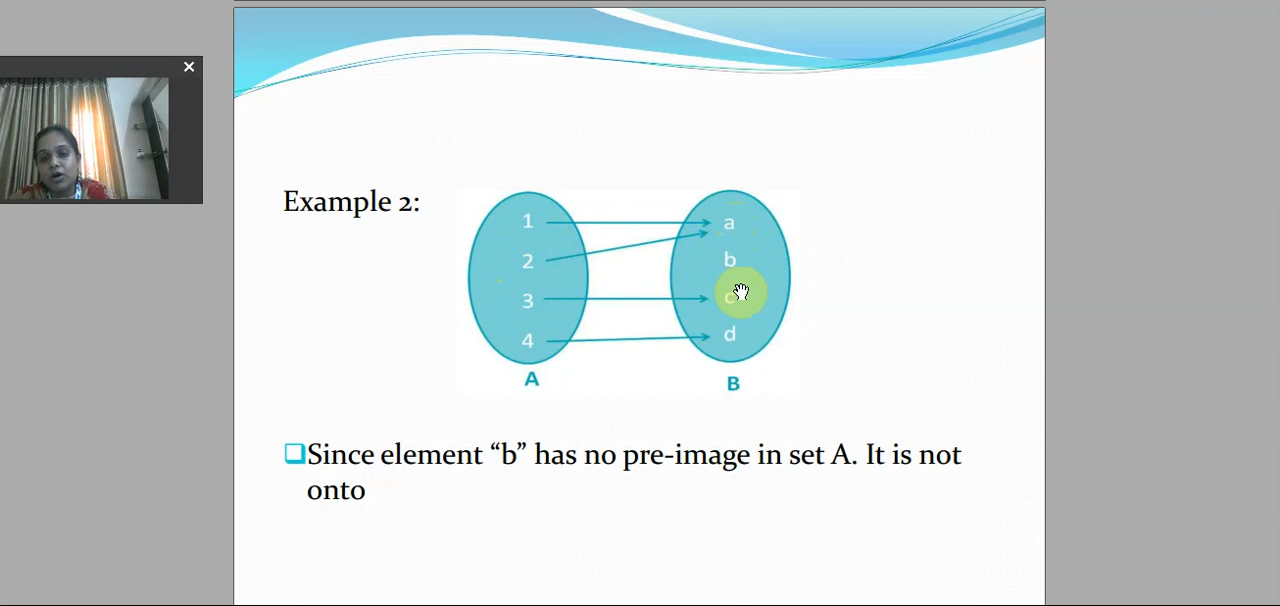 Example 2:
1 a
2 b
3 c
4 d
A B
Since element “b” has no pre-image in set A. It is not
onto